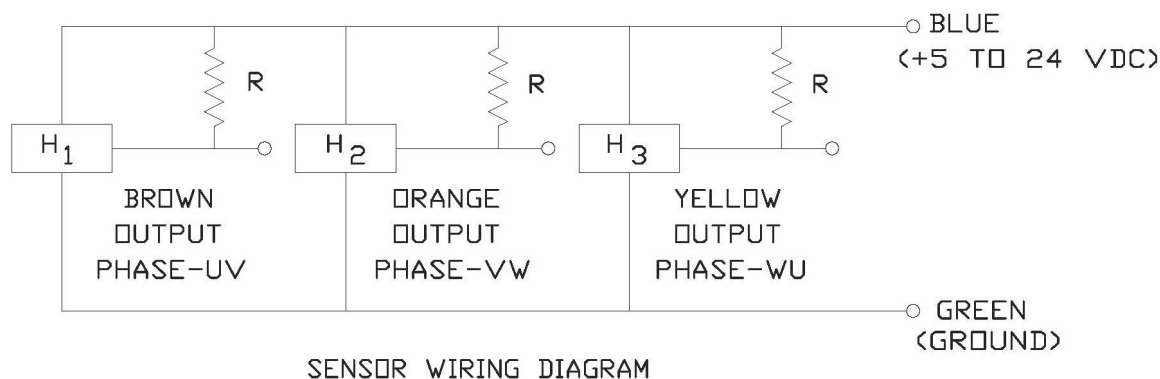 BLUE
(+5 TO 24 VDC)
R
R
R
H1
H2
H3
BROWN
OUTPUT
PHASE-UV
ORANGE
OUTPUT
PHASE-VW
YELLOW
OUTPUT
PHASE-WU
GREEN
(GROUND)
SENSOR WIRING DIAGRAM